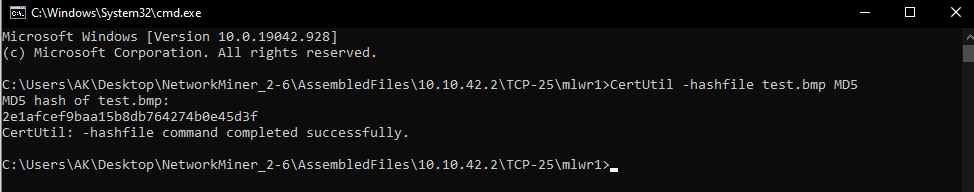 C:\Windows\System32\cmd.exe
Microsoft Windows [Version 10.0.19042.928]
(c) Microsoft Corporation. All rights reserved.
C:\Users\AK\Desktop\NetworkMiner_2-6\AssembledFiles\10.10.42.2\TCP-25\mlwr1>CertUtil -hashfile test.bmp MD5
MD5 hash of test.bmp:
2e1afcef9baa15b8db764274b0e45d3f
CertUtil: -hashfile command completed successfully.
C:\Users\AK\Desktop\NetworkMiner_2-6\AssembledFiles\10.10.42.2\TCP-25\mlwr1>